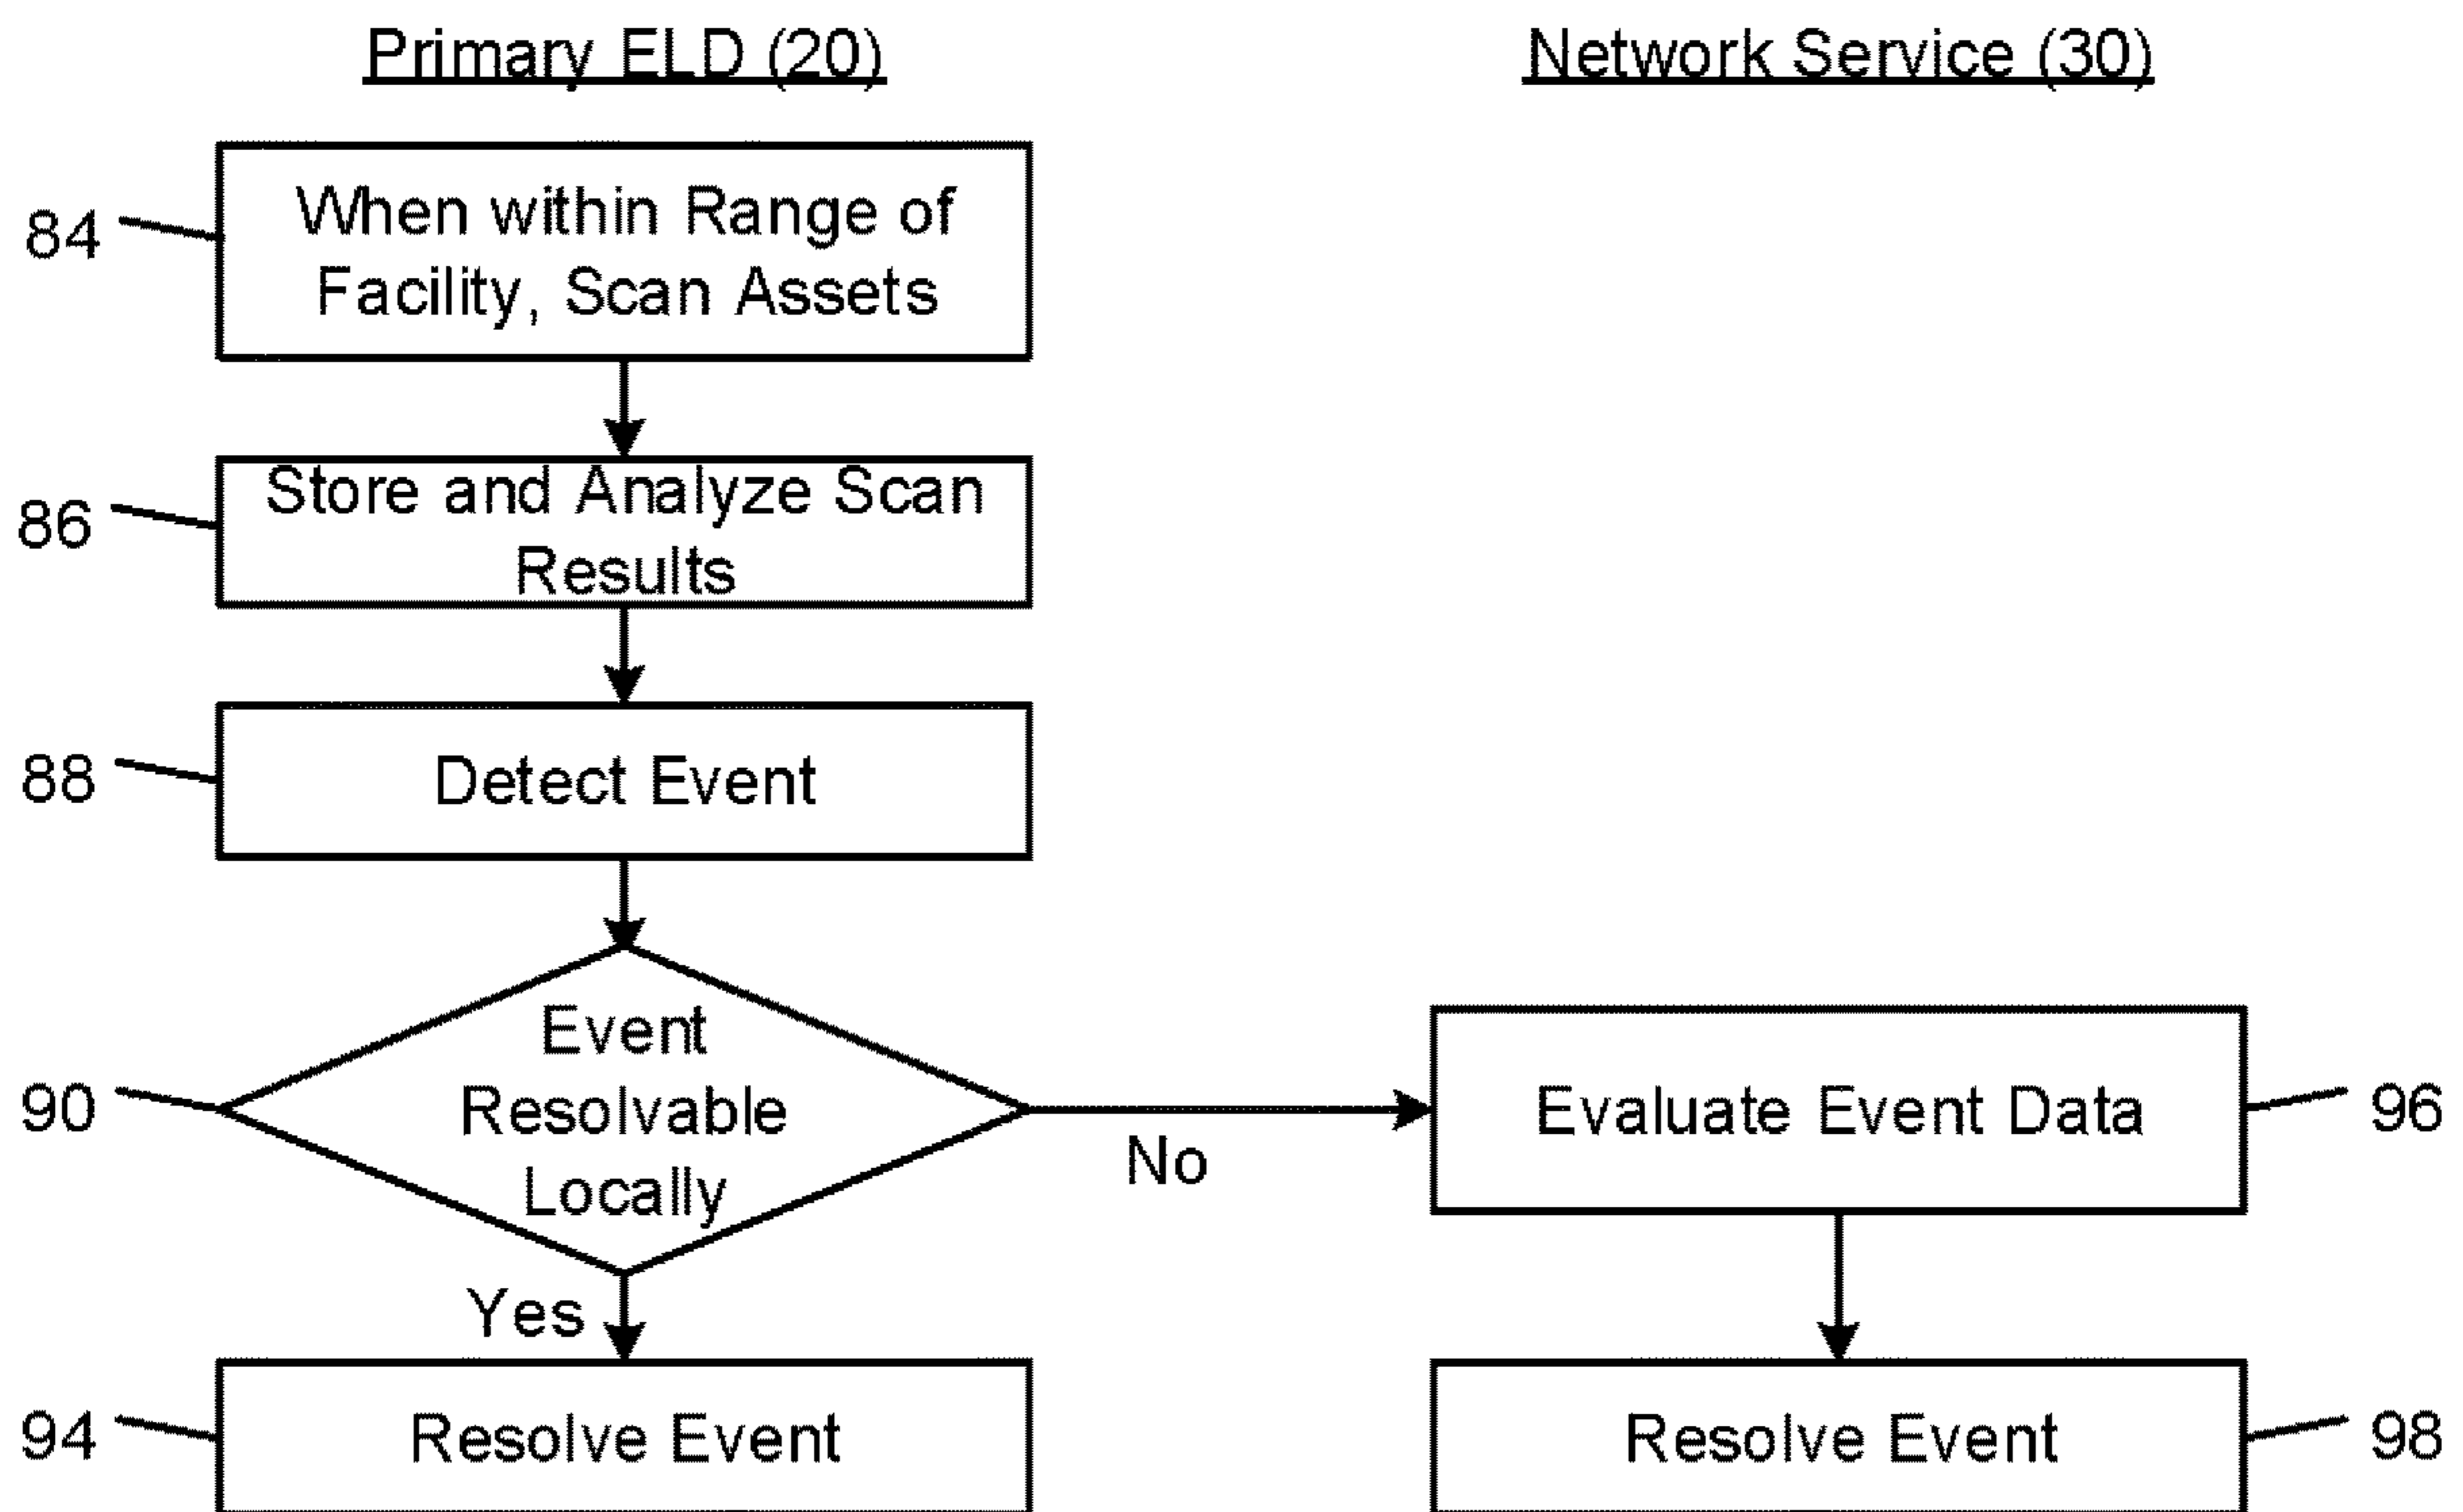 Primary ELD (20)
Network Service (30)
84
When within Range of
Facility, Scan Assets
86
Store and Analyze Scan
Results
88
Detect Event
90
Event
Resolvable
Locally
No
Evaluate Event Data
96
Yes
94
Resolve Event
Resolve Event
98